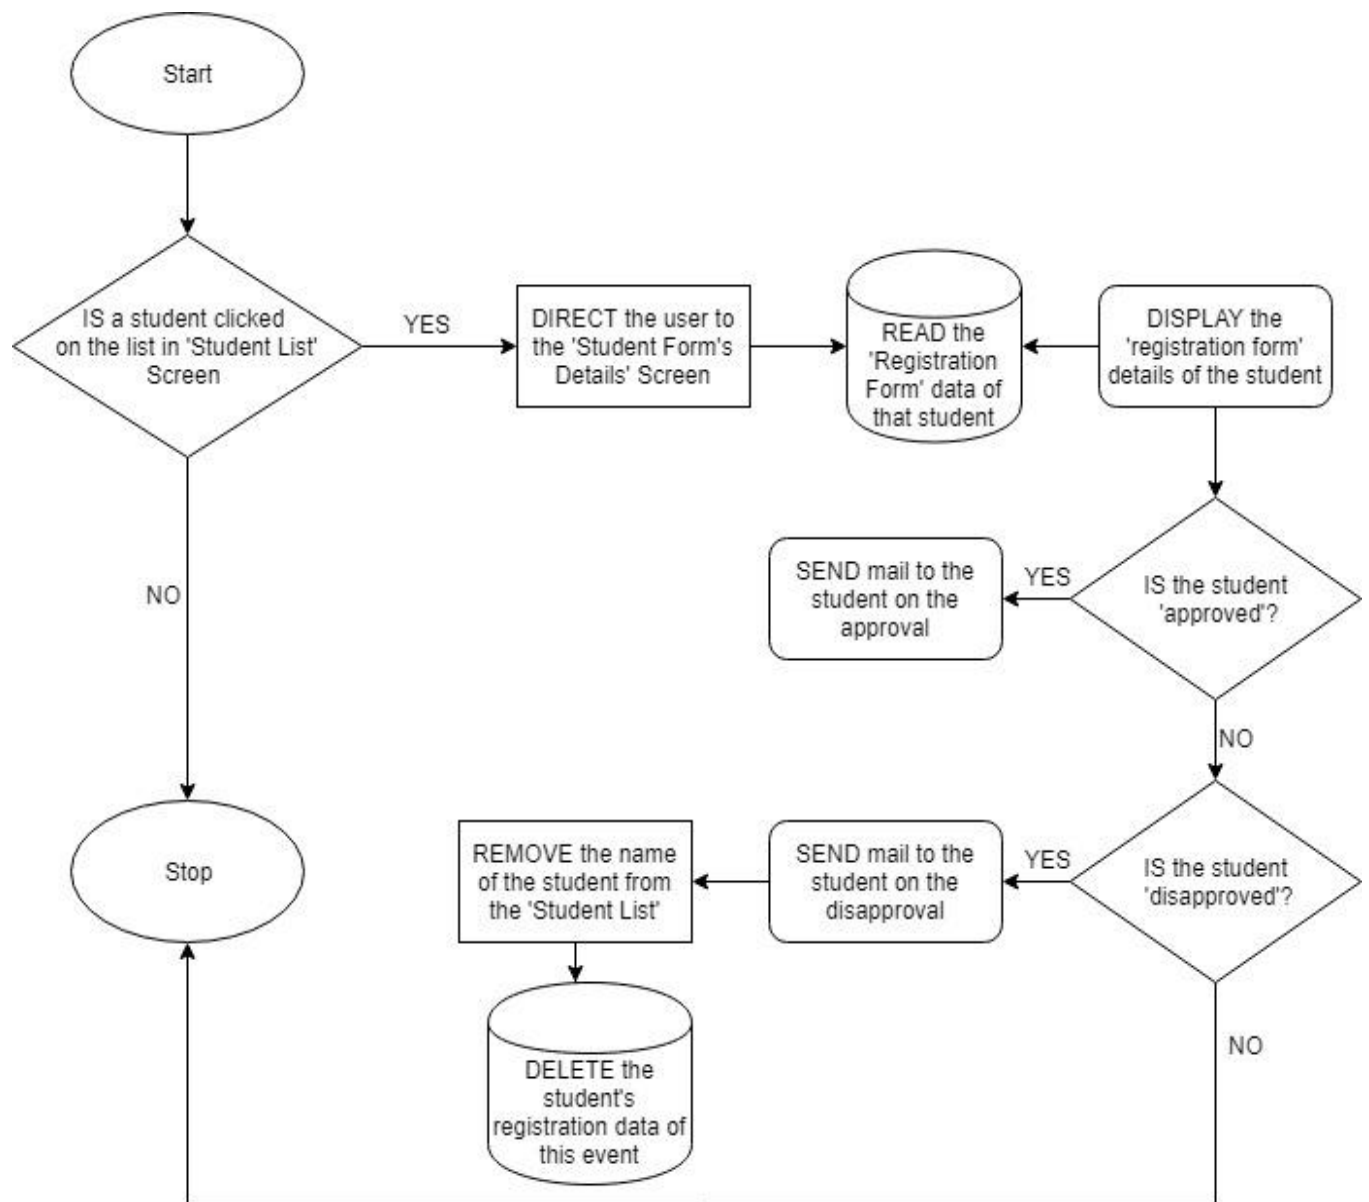 Start
IS a student clicked
on the list in 'Student List'
Screen
YES
DIRECT the user to
the 'Student Form's
Details' Screen
READ the
'Registration
Form' data of
that student
DISPLAY the
'registration form'
details of the student
NO
SEND mail to the
student on the
approval
YES
IS the student
'approved'?
NO
Stop
REMOVE the name
of the student from
the 'Student List'
SEND mail to the
student on the
disapproval
YES
IS the student
'disapproved'?
DELETE the
student's
registration data of
this event
NO